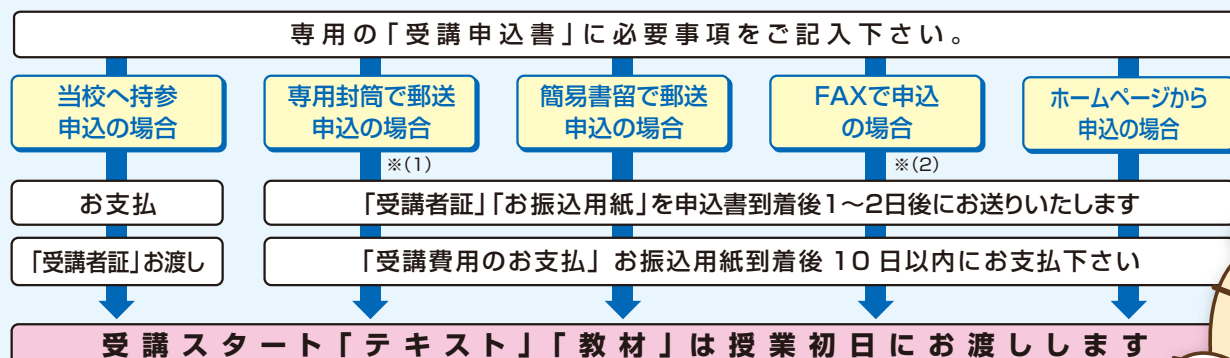 専用の「受講申込書」に必要事項をご記入下さい。
当校へ持参
申込の場合
専用封筒で郵送
申込の場合
簡易書留で郵送
申込の場合
FAXで申込
の場合
ホームページから
申込の場合
※(1)
※(2)
お支払
「受講者証」「お振込用紙」を申込書到着後1〜2日後にお送りいたします
「受講者証」お渡し
「受講費用のお支払」お振込用紙到着後 10 日以内にお支払下さい
受講スタート「テキスト」「教材」は授業初日にお渡しします